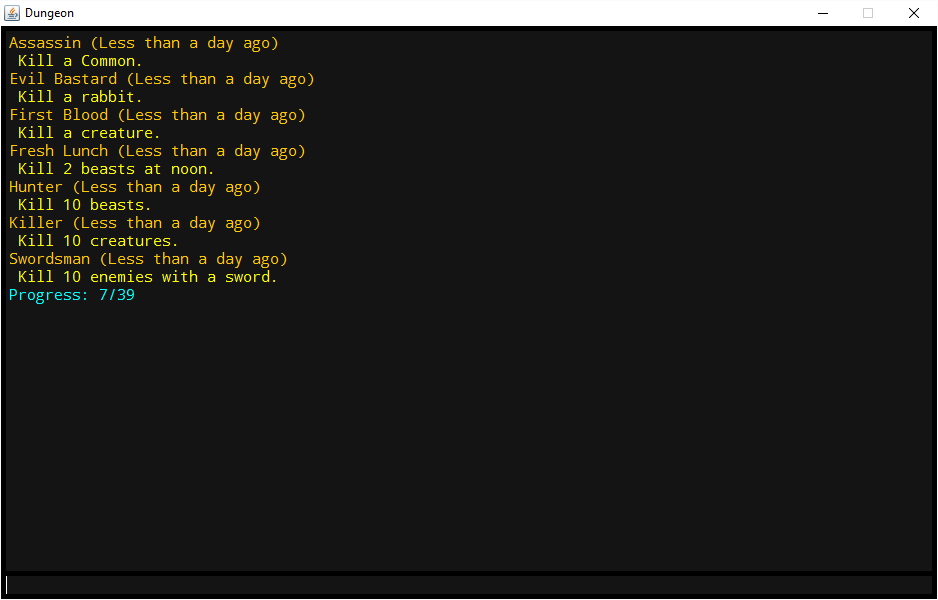 Dungeon
Assassin (Less than a day ago)
Kill a Common.
Evil Bastard (Less than a day ago)
Kill a rabbit.
First Blood (Less than a day ago)
Kill a creature.
Fresh Lunch (Less than a day ago)
Kill 2 beasts at noon.
Hunter (Less than a day ago)
Kill 10 beasts.
Killer (Less than a day ago)
Kill 10 creatures.
Swordsman (Less than a day ago)
Kill 10 enemies with a sword.
Progress: 7/39